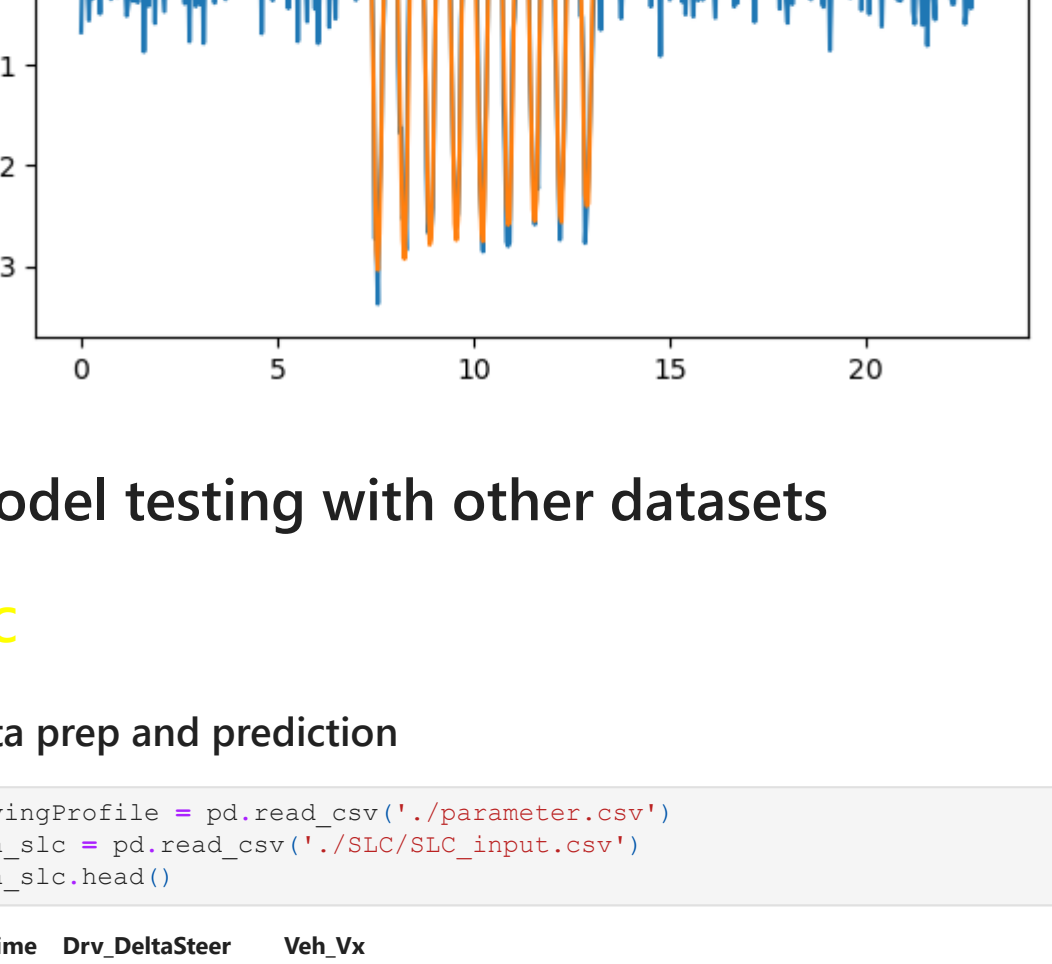 1
2
3
0 5 10 15 20
odel testing with other datasets
C
ta prep and prediction
vingProfile = pd.read_csv('./parameter.csv')
_slc = pd.read_csv('./SLC/SLC_input.csv')
_slc.head()
ime Drv_DeltaSteer Veh_Vx